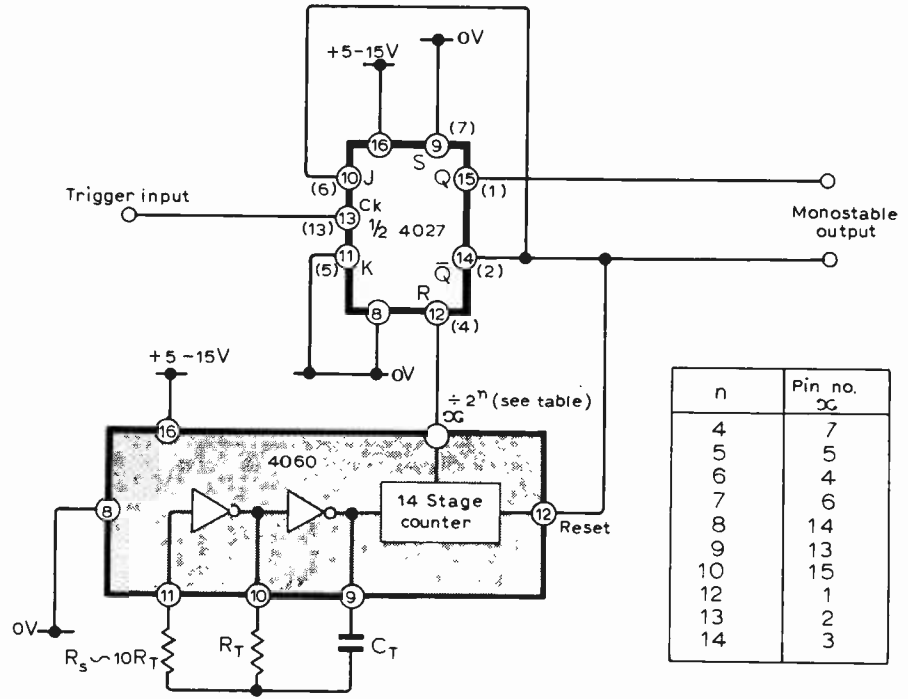 +5-15V
0V
16
9
(7)
S
10
J
(6)
Q
15
(1)
Trigger input
13
Ck
(13)
½ 4027
Monostable
output
11
K
(5)
Q̄
14
(2)
R
8
12
(4)
0V
+5-15V
÷2ⁿ (see table)
x
16
4060
8
14 Stage
counter
12
Reset
11
10
9
0V
Rs ~10RT
RT
CT
n Pin no. x
4 7
5 5
6 4
7 6
8 14
9 13
10 15
12 1
13 2
14 3